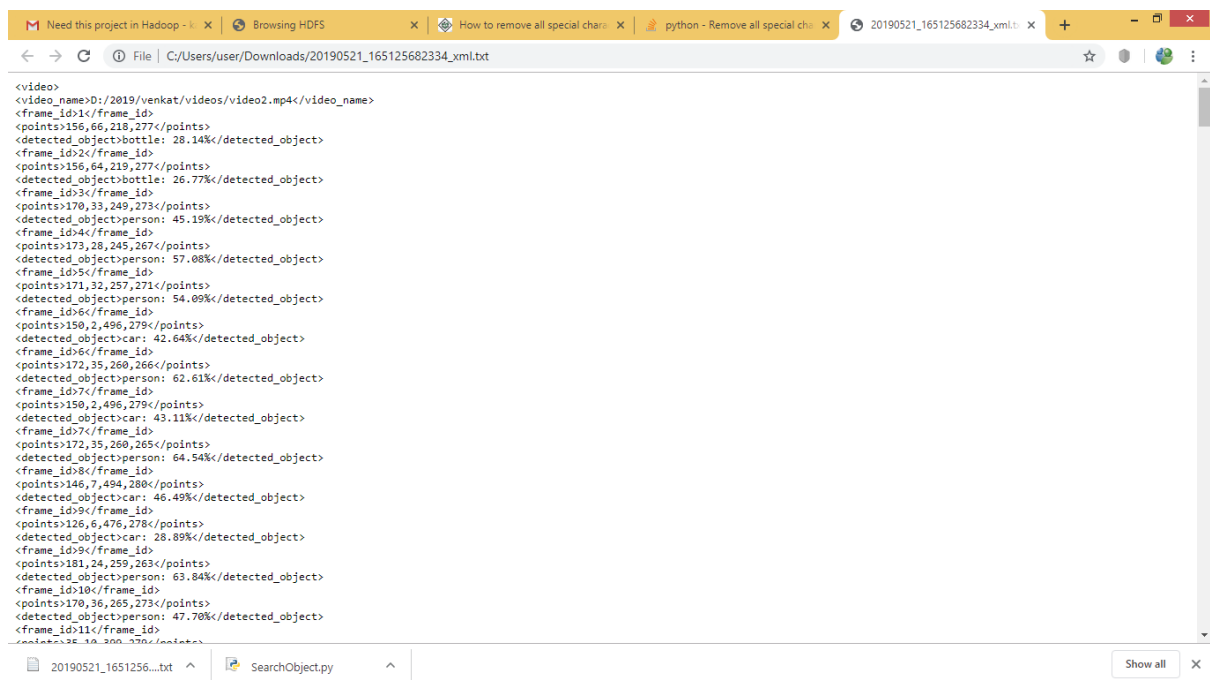 Need this project in Hadoop - k
Browsing HDFS
How to remove all special chara
python - Remove all special cha
20190521_165125682334_xml.t
File | C:/Users/user/Downloads/20190521_165125682334_xml.txt
<video>
<video_name>D:/2019/venkat/videos/video2.mp4</video_name>
<frame_id>1</frame_id>
<points>156,66,218,277</points>
<detected_object>bottle: 28.14%</detected_object>
<frame_id>2</frame_id>
<points>156,64,219,277</points>
<detected_object>bottle: 26.77%</detected_object>
<frame_id>3</frame_id>
<points>170,33,249,273</points>
<detected_object>person: 45.19%</detected_object>
<frame_id>4</frame_id>
<points>173,28,245,267</points>
<detected_object>person: 57.08%</detected_object>
<frame_id>5</frame_id>
<points>171,32,257,271</points>
<detected_object>person: 54.09%</detected_object>
<frame_id>6</frame_id>
<points>150,2,496,279</points>
<detected_object>car: 42.64%</detected_object>
<frame_id>6</frame_id>
<points>172,35,260,266</points>
<detected_object>person: 62.61%</detected_object>
<frame_id>7</frame_id>
<points>150,2,496,279</points>
<detected_object>car: 43.11%</detected_object>
<frame_id>7</frame_id>
<points>172,35,260,265</points>
<detected_object>person: 64.54%</detected_object>
<frame_id>8</frame_id>
<points>146,7,494,280</points>
<detected_object>car: 46.49%</detected_object>
<frame_id>9</frame_id>
<points>126,6,476,278</points>
<detected_object>car: 28.89%</detected_object>
<frame_id>9</frame_id>
<points>181,24,259,263</points>
<detected_object>person: 63.84%</detected_object>
<frame_id>10</frame_id>
<points>170,36,265,273</points>
<detected_object>person: 47.70%</detected_object>
<frame_id>11</frame_id>
<points>35,10,399,279</points>
20190521_1651256....txt
SearchObject.py
Show all